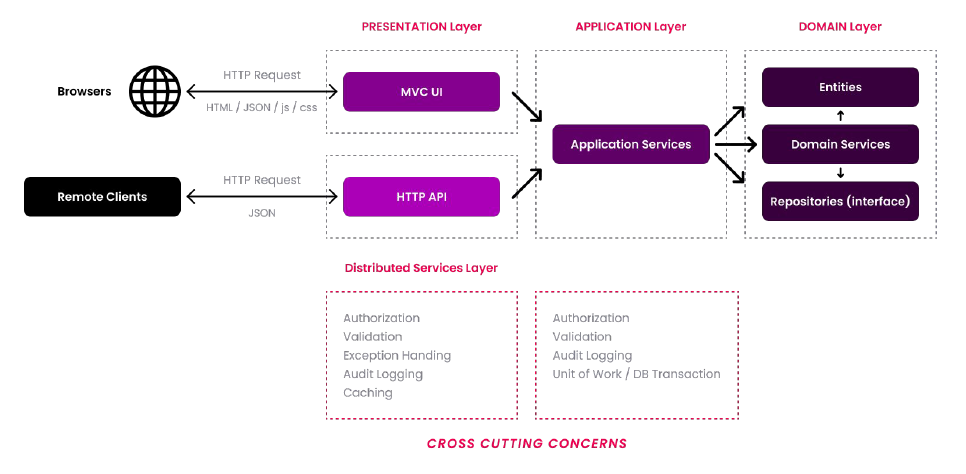 PRESENTATION Layer
APPLICATION Layer
DOMAIN Layer
Browsers
HTTP Request
HTML / JSON / js / css
MVC UI
Application Services
Entities
Domain Services
Repositories (interface)
Remote Clients
HTTP Request
JSON
HTTP API
Distributed Services Layer
Authorization
Validation
Exception Handing
Audit Logging
Caching
Authorization
Validation
Audit Logging
Unit of Work / DB Transaction
CROSS CUTTING CONCERNS